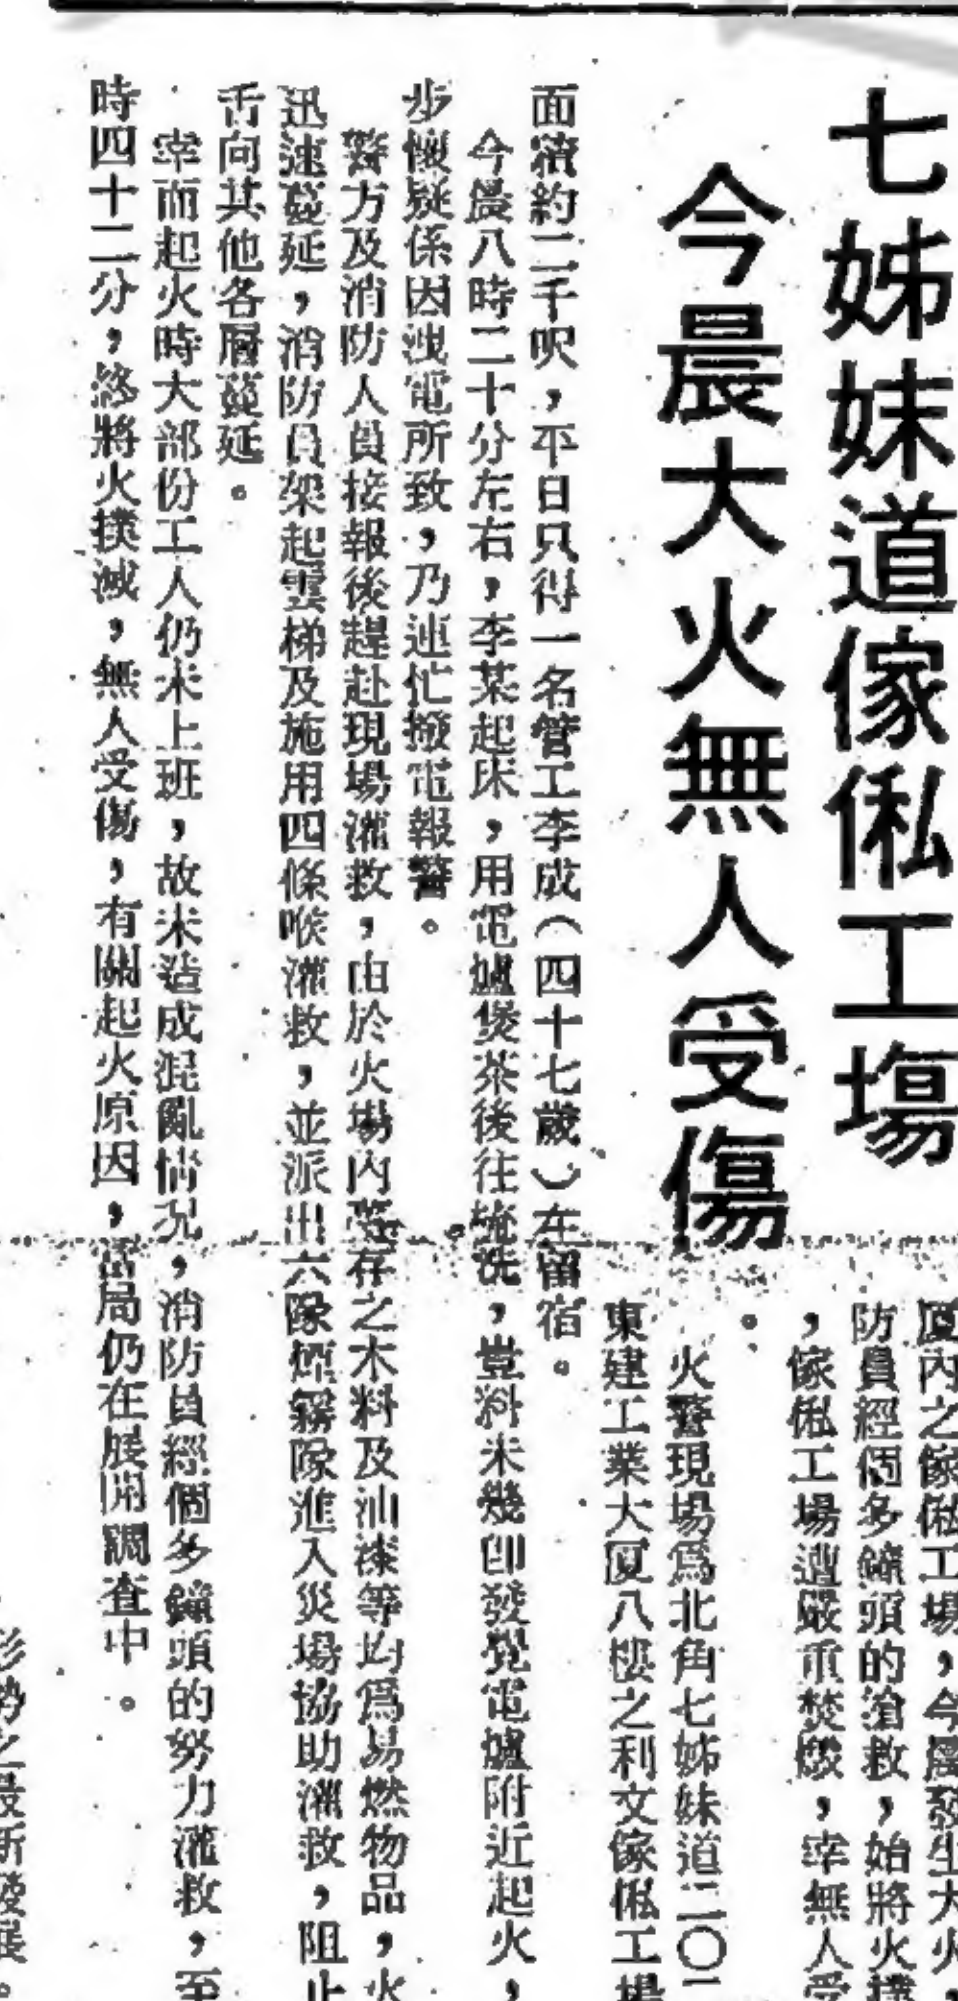 七姊妹道傢俬工塲
今晨大火無人受傷
廈內之傢俬工場，今晨發生大火，
防員經個多鐘頭的搶救，始將火撲
，傢俬工場遭嚴重焚燬，幸無人受
。
火警現場為北角七姊妹道二〇一
東建工業大廈八樓之利文傢俬工場
面積約二千呎，平日只得一名管工李成（四十七歲）在留宿。
今晨八時二十分左右，李某起床，用電爐煲茶後往梳洗，豈料未幾即發覺電爐附近起火，
步懷疑係因洩電所致，乃連忙撥電報警。
警方及消防人員接報後趕赴現場灌救，由於火場內存之木料及油漆等均為易燃物品，火
迅速蔓延，消防員架起雲梯及施用四條喉灌救，並派出六隊煙霧隊進入災場協助灌救，阻止
舌向其他各層蔓延。
幸而起火時大部份工人仍未上班，故未造成混亂情況，消防員經個多鐘頭的努力灌救，至
時四十二分，終將火撲滅，無人受傷，有關起火原因，當局仍在展開調查中。
形勢之最新發展。